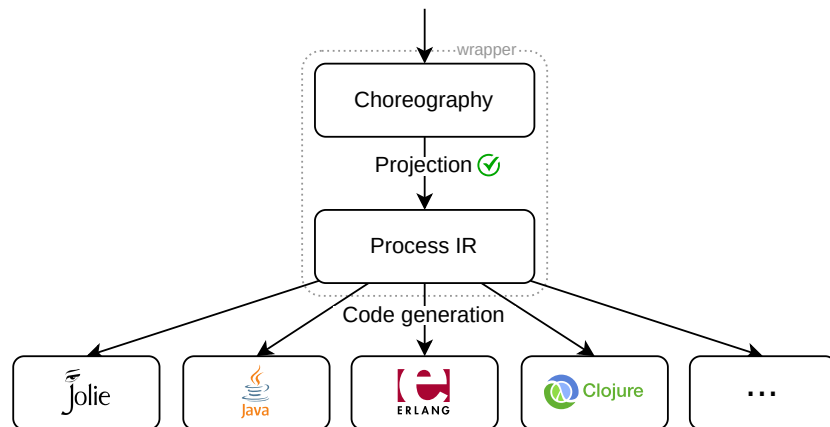 wrapper
Choreography
Projection
Process IR
Code generation
Jolie
Java
ERLANG
Clojure
...